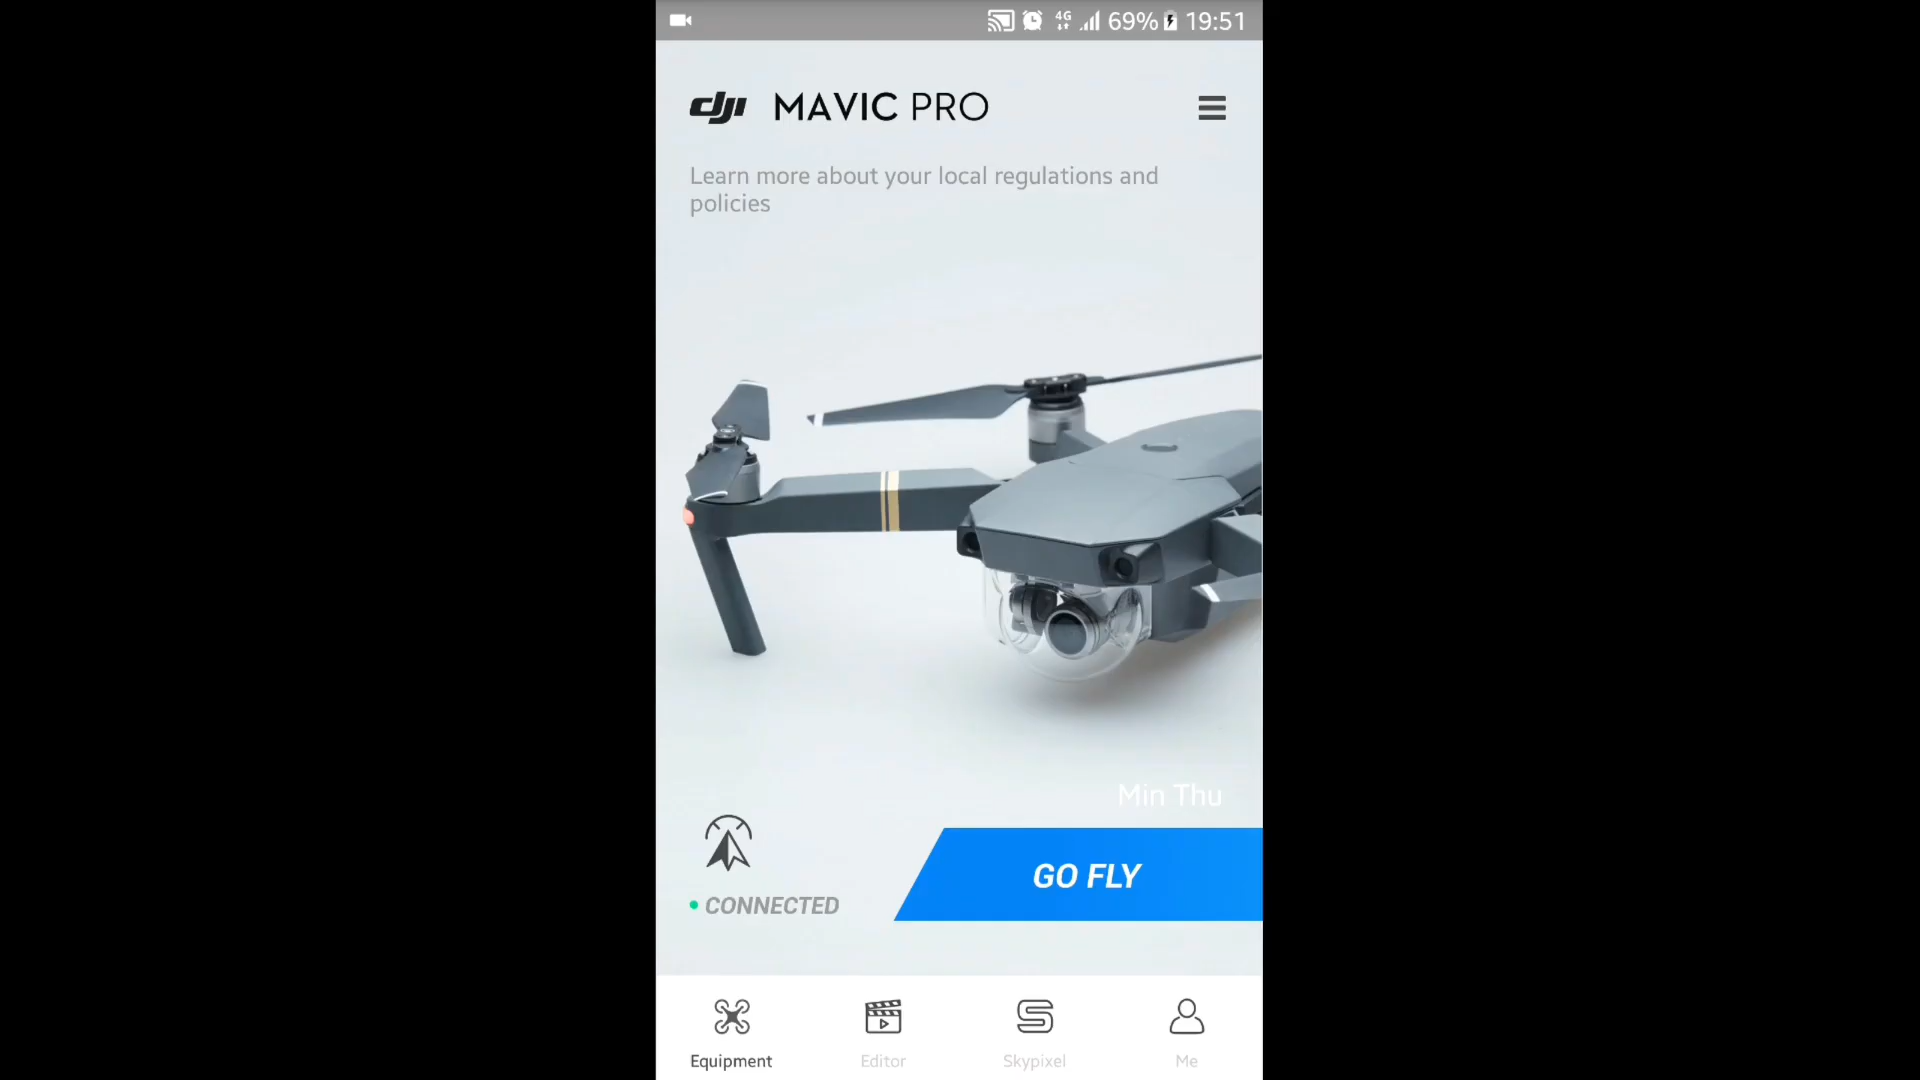 4G 69% 19:51
dji MAVIC PRO
Learn more about your local regulations and
policies
Min Thu
GO FLY
CONNECTED
Equipment Editor Skypixel Me